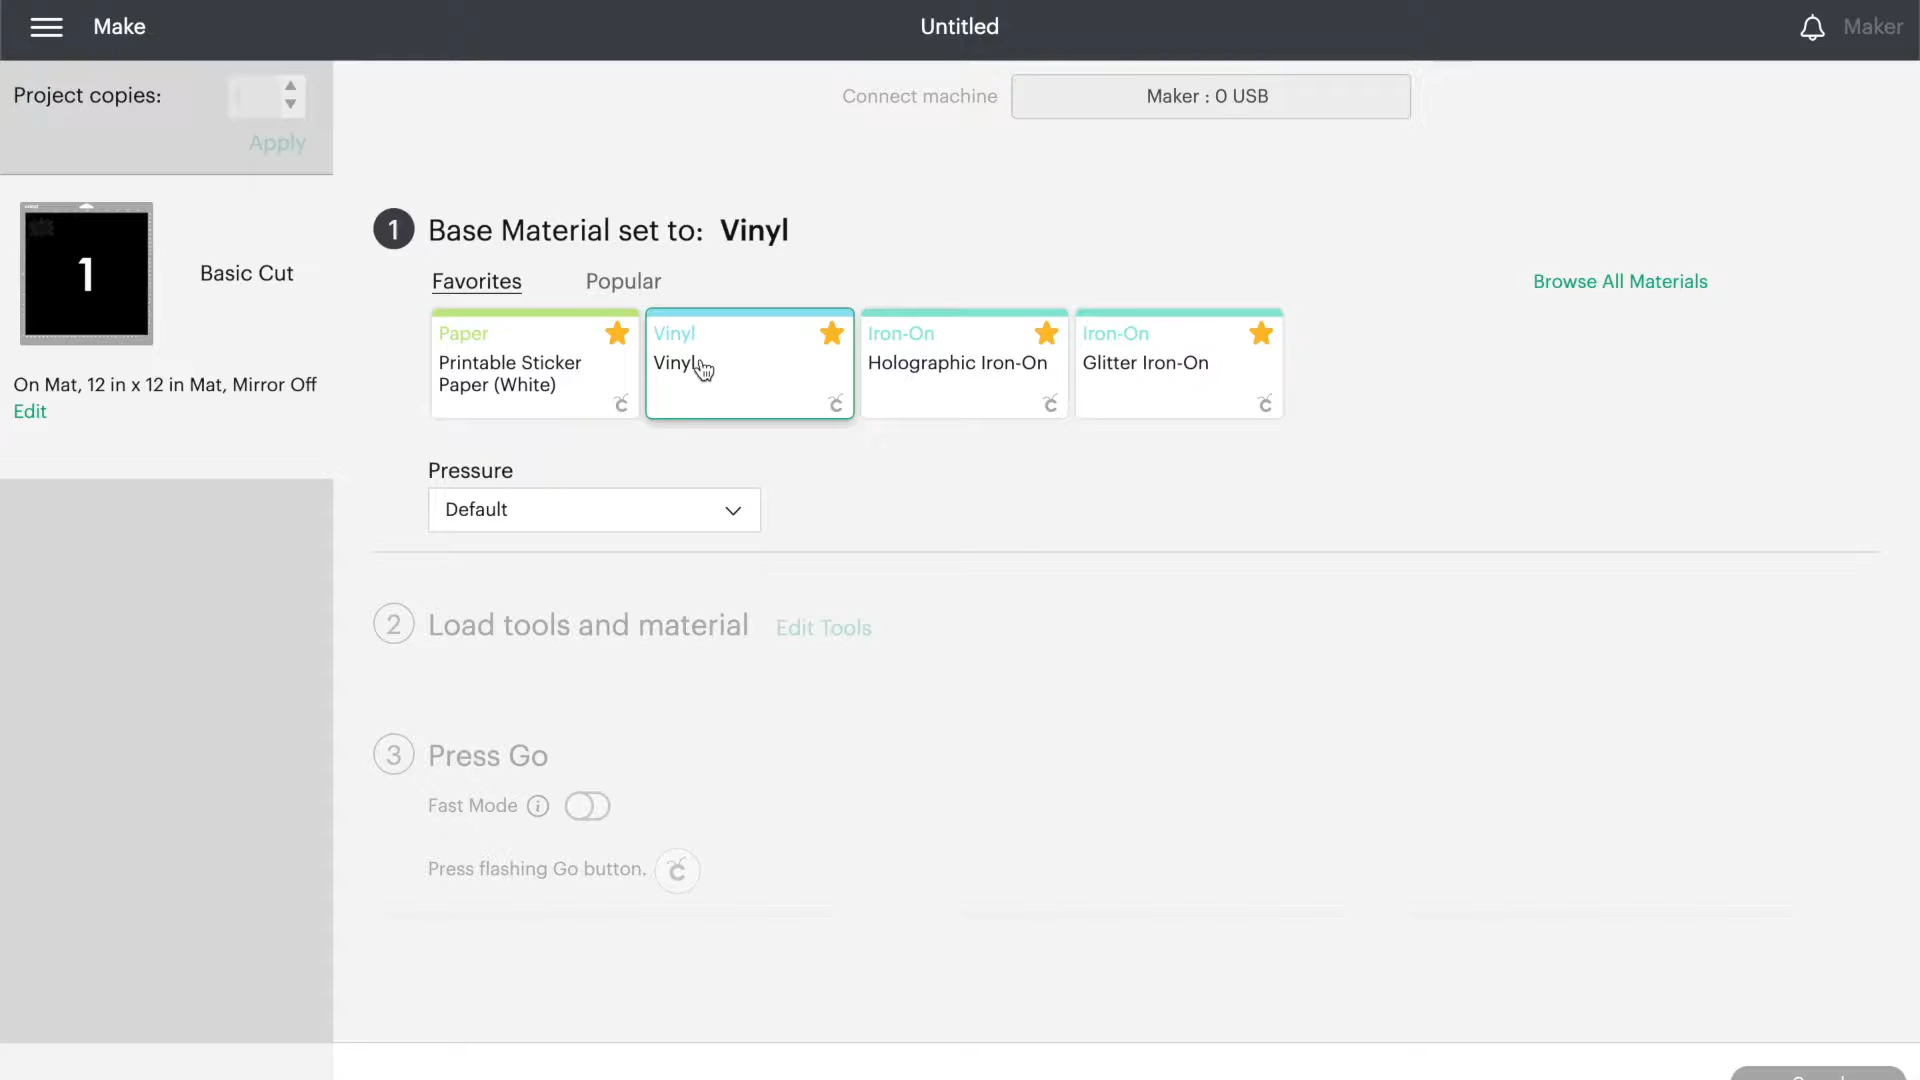 Make
Untitled
Maker
Project copies:
Apply
Connect machine
Maker : 0 USB
1
Basic Cut
On Mat, 12 in x 12 in Mat, Mirror Off
Edit
1 Base Material set to: Vinyl
Favorites
Popular
Browse All Materials
Paper
Printable Sticker
Paper (White)
Vinyl
Vinyl
Iron-On
Holographic Iron-On
Iron-On
Glitter Iron-On
Pressure
Default
2 Load tools and material Edit Tools
3 Press Go
Fast Mode
Press flashing Go button.